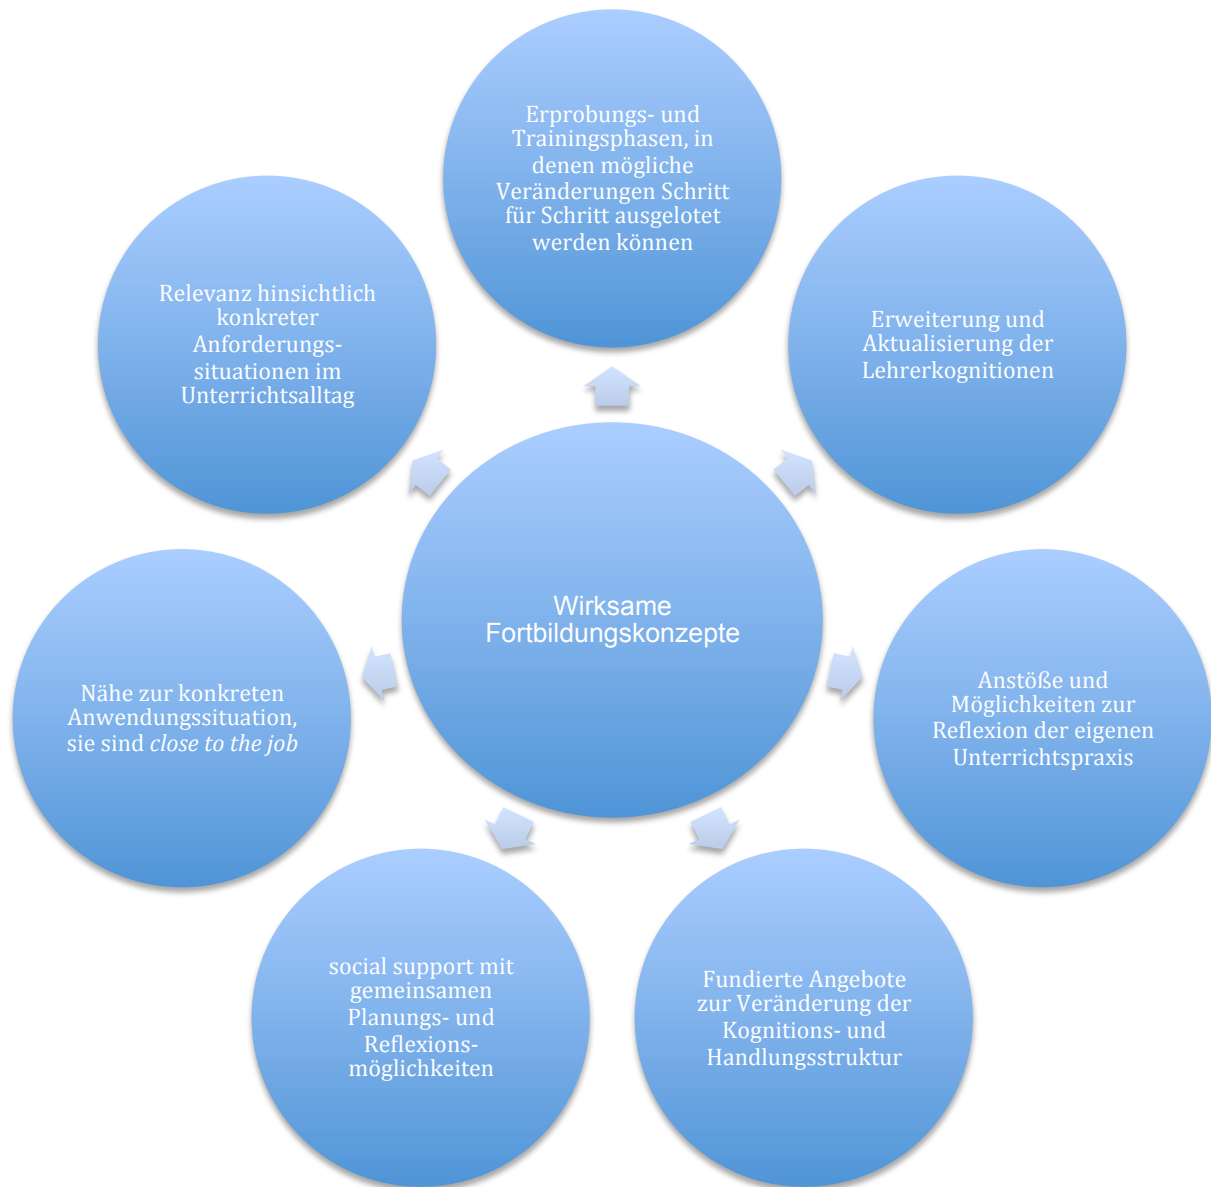 Erprobungs- und
Trainingsphasen, in
denen mögliche
Veränderungen Schritt
für Schritt ausgelotet
werden können
Relevanz hinsichtlich
konkreter
Anforderungs-
situationen im
Unterrichtsalltag
Erweiterung und
Aktualisierung der
Lehrerkognitionen
Wirksame
Fortbildungskonzepte
Nähe zur konkreten
Anwendungssituation,
sie sind close to the job
Anstöße und
Möglichkeiten zur
Reflexion der eigenen
Unterrichtspraxis
social support mit
gemeinsamen
Planungs- und
Reflexions-
möglichkeiten
Fundierte Angebote
zur Veränderung der
Kognitions- und
Handlungsstruktur